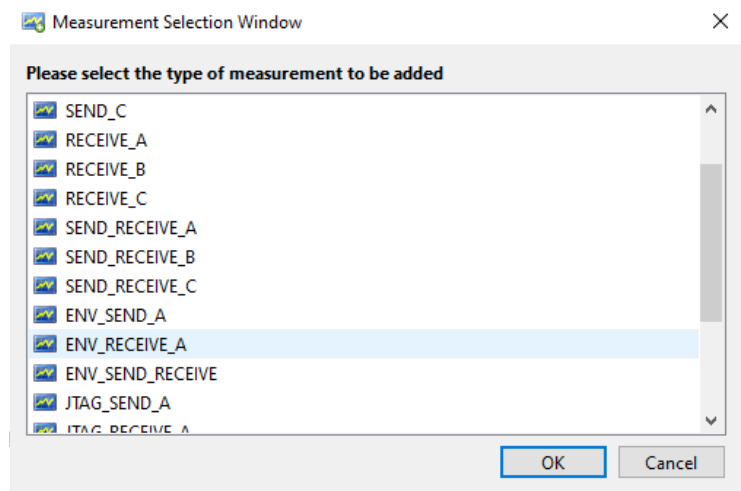 Measurement Selection Window
Please select the type of measurement to be added
SEND_C
RECEIVE_A
RECEIVE_B
RECEIVE_C
SEND_RECEIVE_A
SEND_RECEIVE_B
SEND_RECEIVE_C
ENV_SEND_A
ENV_RECEIVE_A
ENV_SEND_RECEIVE
JTAG_SEND_A
JTAG_RECEIVE_A
OK Cancel